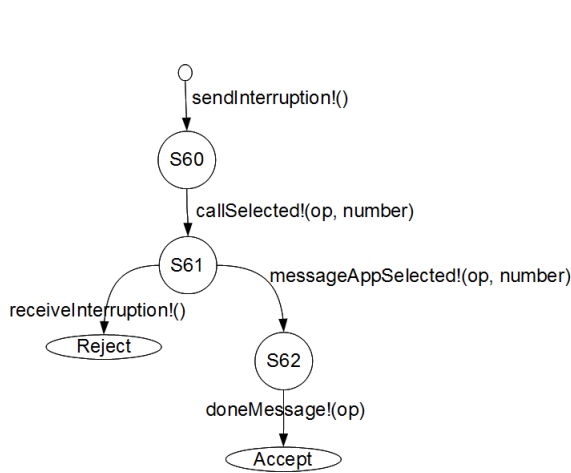 sendInterruption!()
S60
callSelected!(op, number)
S61
messageAppSelected!(op, number)
receiveInterruption!()
Reject
S62
doneMessage!(op)
Accept